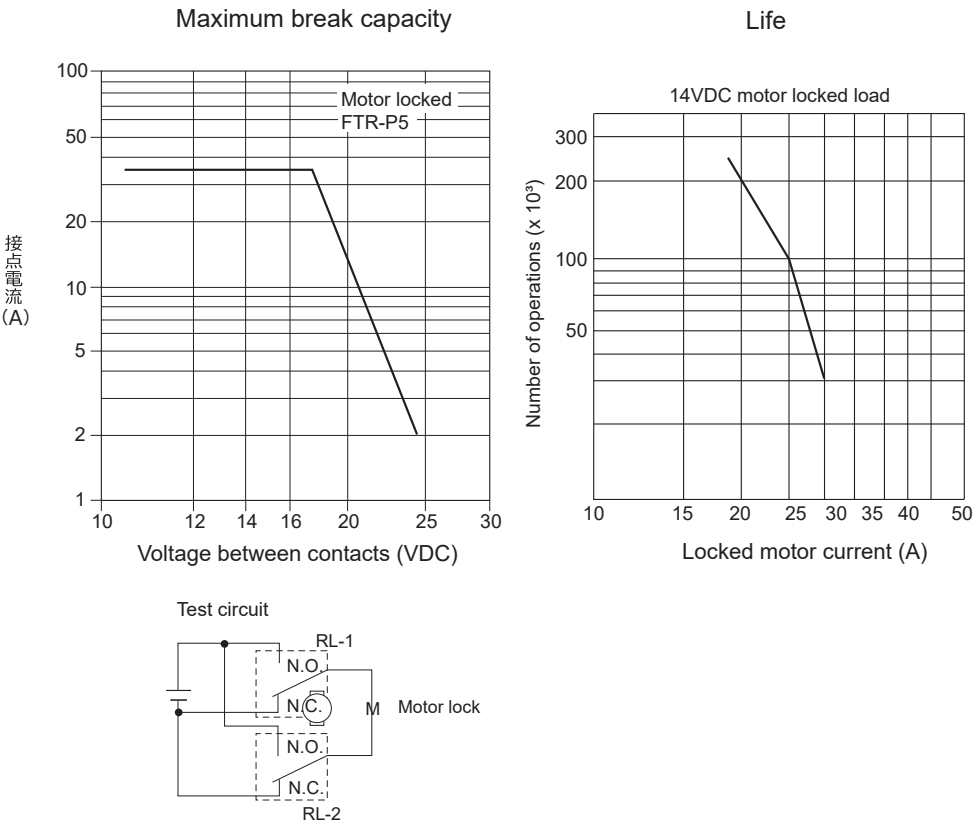 Maximum break capacity
Motor locked
FTR-P5
100
50
20
10
5
2
1
接点電流
(A)
10 12 14 16 20 25 30
Voltage between contacts (VDC)
Life
14VDC motor locked load
300
200
100
50
Number of operations (x 10³)
10 15 20 25 30 35 40 50
Locked motor current (A)
Test circuit
RL-1
N.O.
N.C.
M
Motor lock
N.O.
N.C.
RL-2